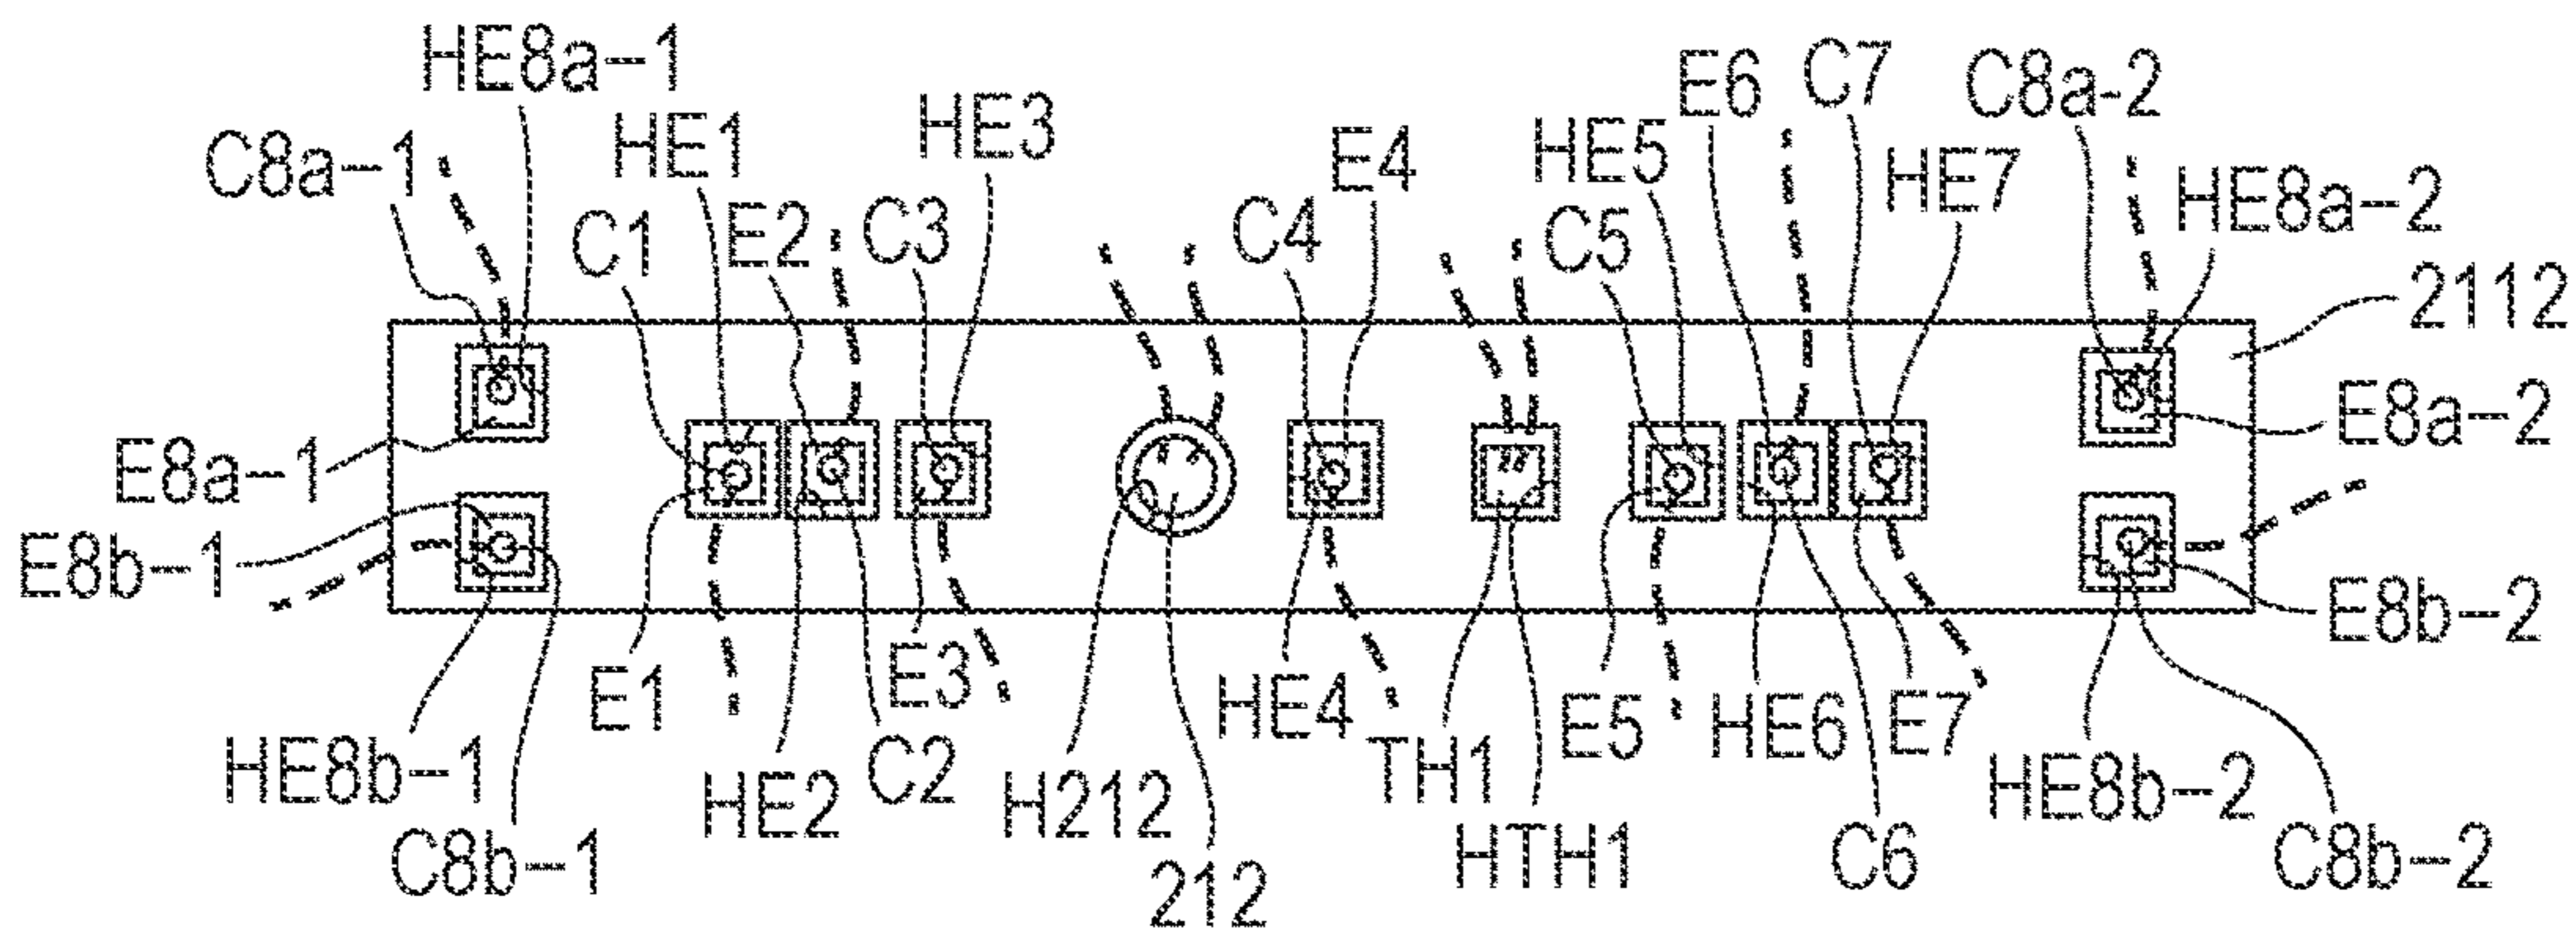 HE8a-1
C8a-1
HE1
C1
E2
C3
HE3
C4
E4
HE5
C5
E6
C7
HE7
C8a-2
HE8a-2
2112
E8a-1
E8a-2
E8b-1
E8b-2
HE8b-1
C8b-1
E1
HE2
C2
E3
H212
212
HE4
TH1
HTH1
E5
HE6
C6
E7
HE8b-2
C8b-2